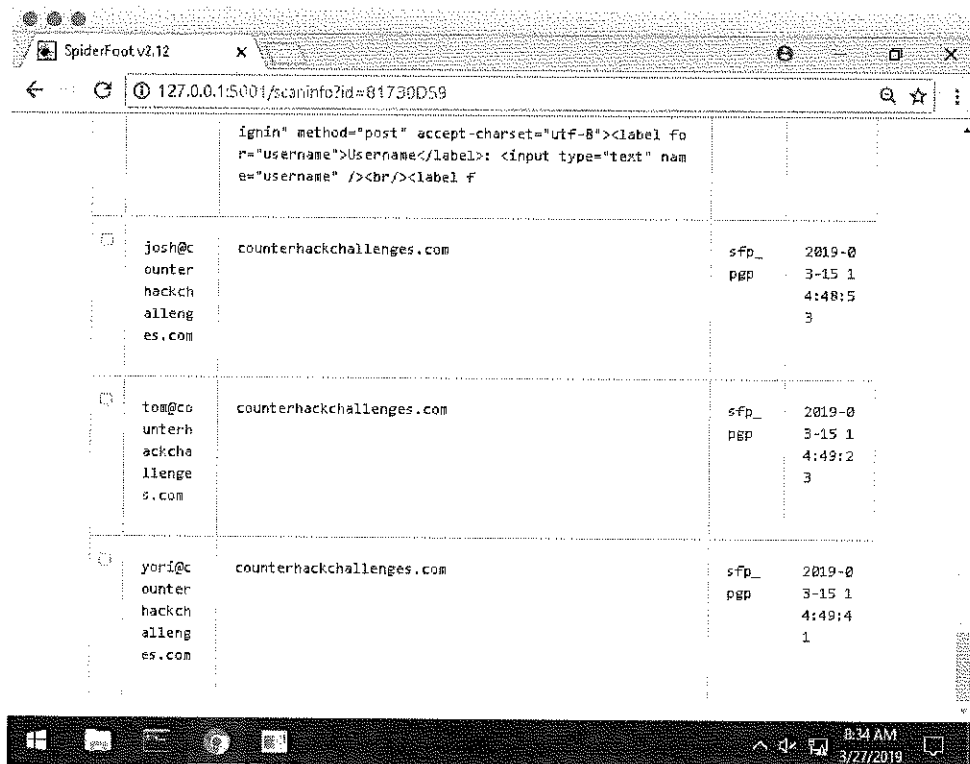 SpiderFoot v2.12
127.0.0.1:5001/scaninfo?id=81730D59
ignin" method="post" accept-charset="utf-8"><label fo
r="username">Username</label>: <input type="text" nam
e="username" /><br/><label f
josh@c
ounter
hackch
alleng
es.com
counterhackchallenges.com
sfp_
pgp
2019-0
3-15 1
4:48:5
3
tom@co
unterh
ackcha
llenge
s.com
counterhackchallenges.com
sfp_
pgp
2019-0
3-15 1
4:49:2
3
yori@c
ounter
hackch
alleng
es.com
counterhackchallenges.com
sfp_
pgp
2019-0
3-15 1
4:49:4
1
8:34 AM
3/27/2019